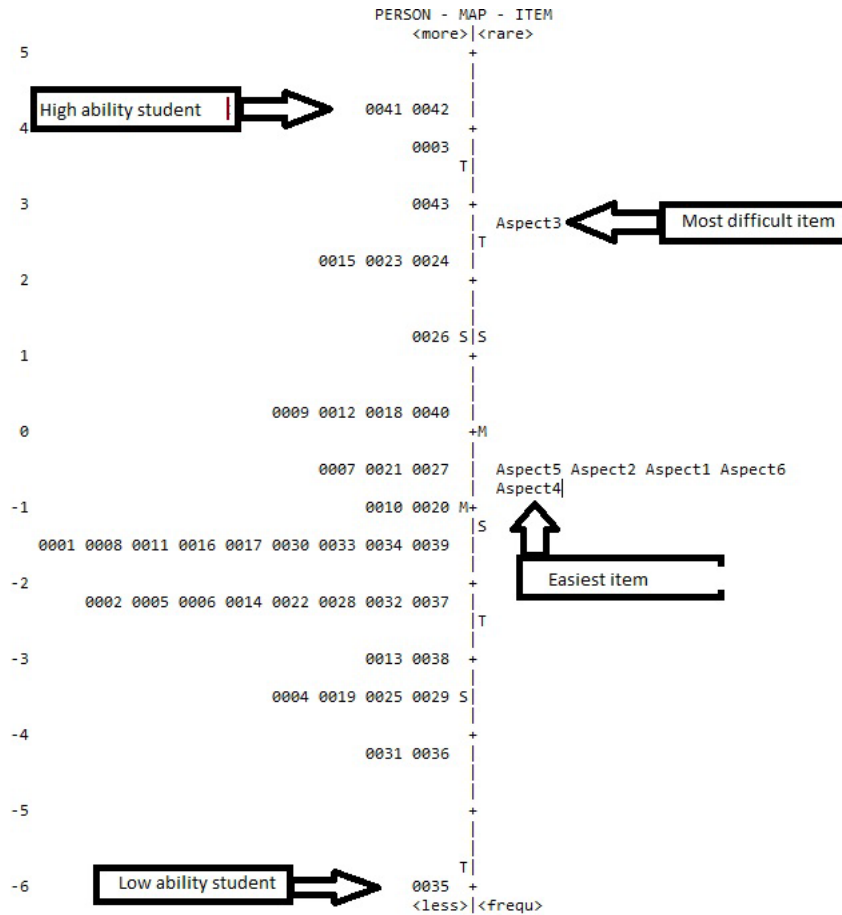 PERSON - MAP - ITEM
<more>|<rare>
5 +
High ability student 0041 0042 |
4 +
0003 |
T|
3 0043 +
Aspect3 Most difficult item
|T
0015 0023 0024 |
2 +
0026 S|S
1 +
0009 0012 0018 0040 |
0 +M
0007 0021 0027 | Aspect5 Aspect2 Aspect1 Aspect6
Aspect4
-1 0010 0020 M+
|S
0001 0008 0011 0016 0017 0030 0033 0034 0039 |
-2 +
Easiest item
0002 0005 0006 0014 0022 0028 0032 0037 |
|T
-3 0013 0038 +
0004 0019 0025 0029 S|
-4 +
0031 0036 |
-5 +
T|
Low ability student
-6 0035 +
<less>|<frequ>